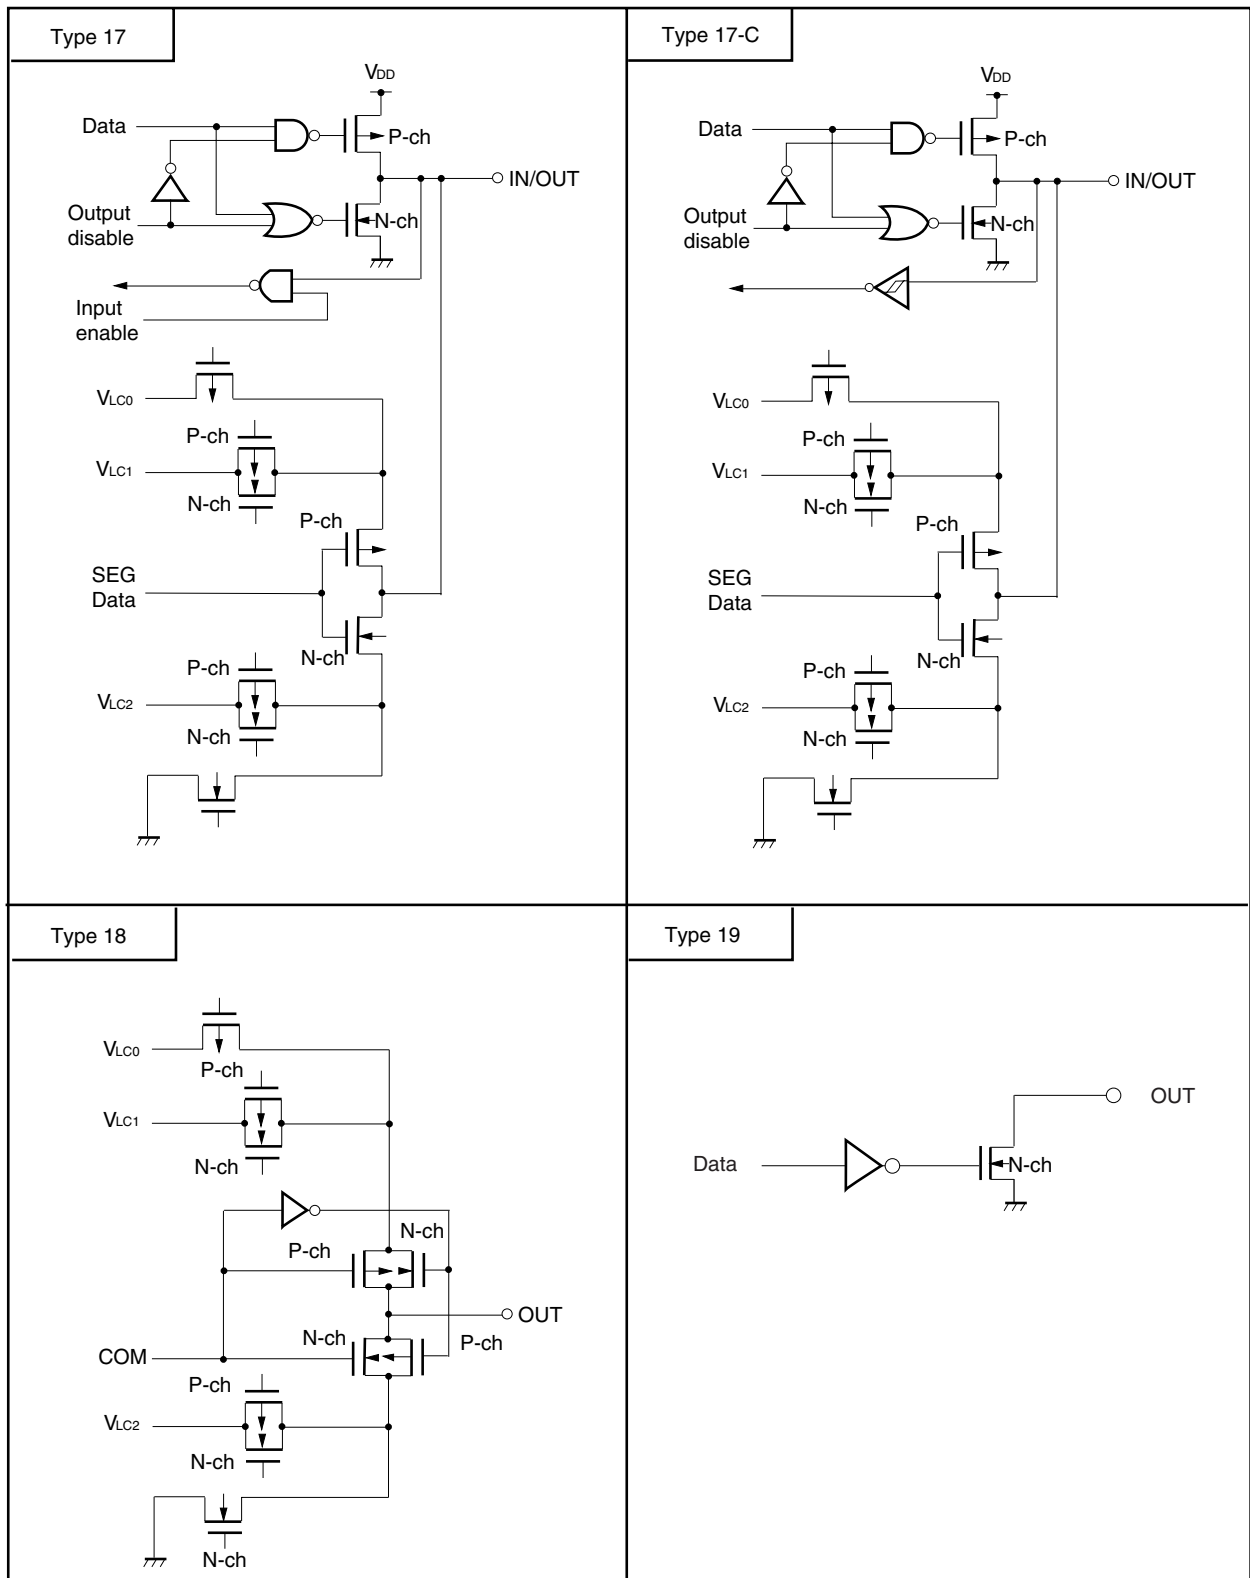 Type 17
VDD
Data
P-ch
IN/OUT
Output
disable
N-ch
Input
enable
VLC0
P-ch
VLC1
N-ch
P-ch
SEG
Data
N-ch
P-ch
VLC2
N-ch
Type 17-C
VDD
Data
P-ch
IN/OUT
Output
disable
N-ch
VLC0
P-ch
VLC1
N-ch
P-ch
SEG
Data
N-ch
P-ch
VLC2
N-ch
Type 18
VLC0
P-ch
VLC1
N-ch
N-ch
P-ch
OUT
N-ch
P-ch
COM
P-ch
VLC2
N-ch
N-ch
Type 19
OUT
Data
N-ch